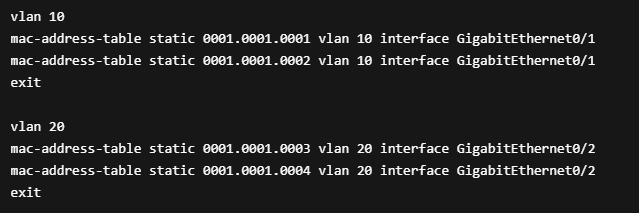 vlan 10
mac-address-table static 0001.0001.0001 vlan 10 interface GigabitEthernet0/1
mac-address-table static 0001.0001.0002 vlan 10 interface GigabitEthernet0/1
exit
vlan 20
mac-address-table static 0001.0001.0003 vlan 20 interface GigabitEthernet0/2
mac-address-table static 0001.0001.0004 vlan 20 interface GigabitEthernet0/2
exit